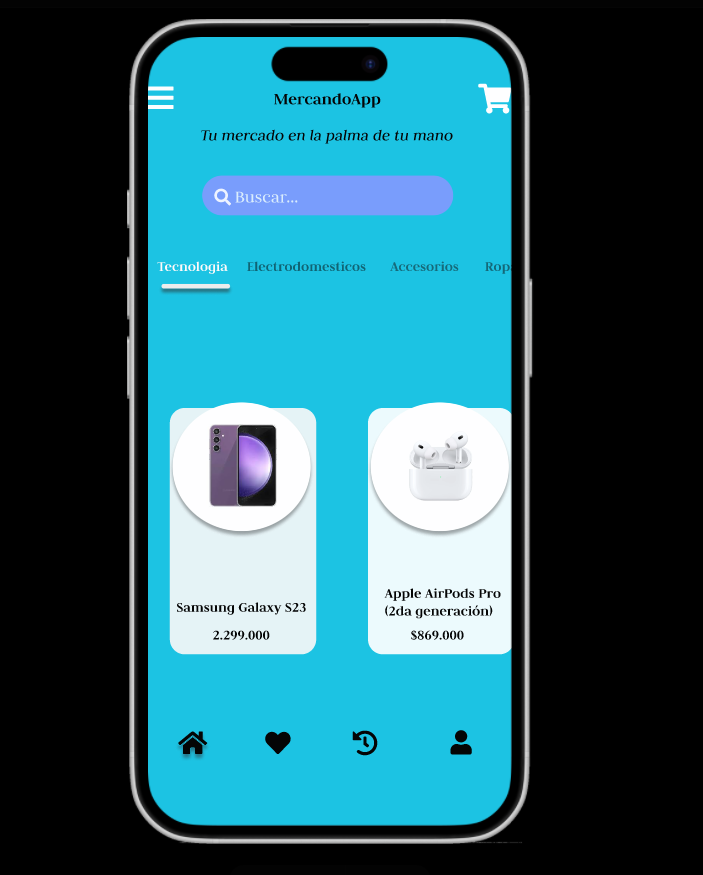 MercandoApp
Tu mercado en la palma de tu mano
Buscar...
Tecnologia Electrodomesticos Accesorios Rop
Samsung Galaxy S23
2.299.000
Apple AirPods Pro
(2da generación)
$869.000